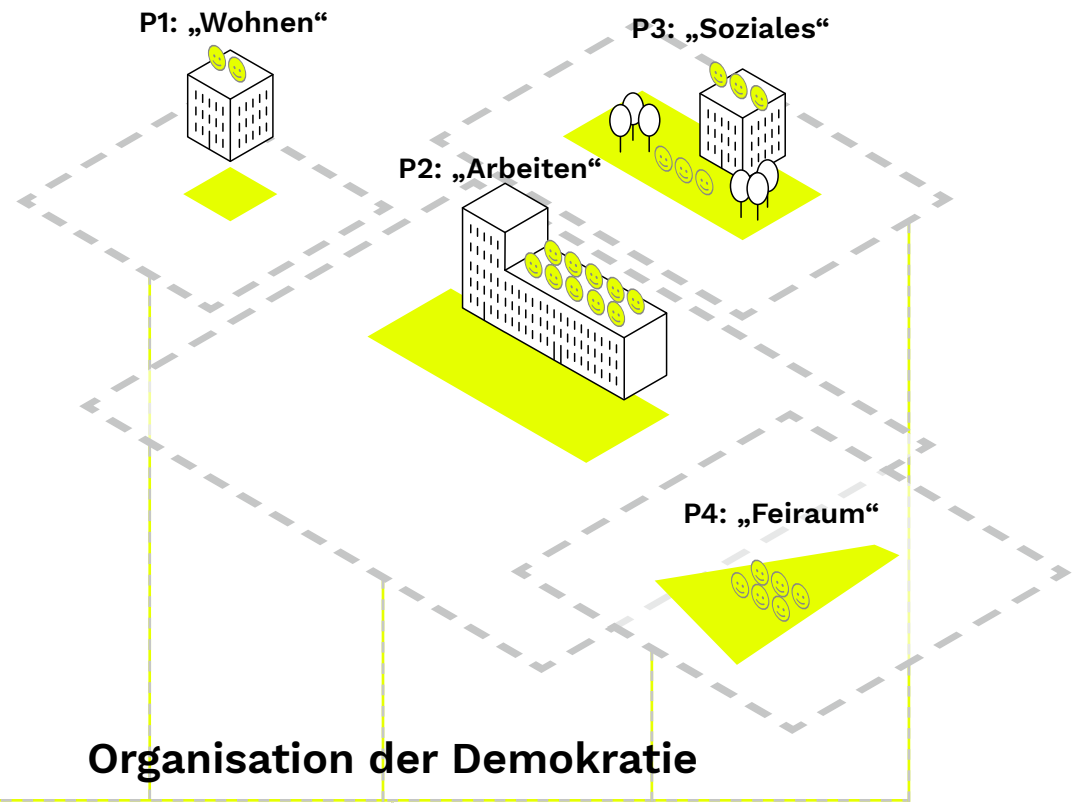 P1: „Wohnen“
P3: „Soziales“
P2: „Arbeiten“
P4: „Feiraum“
Organisation der Demokratie